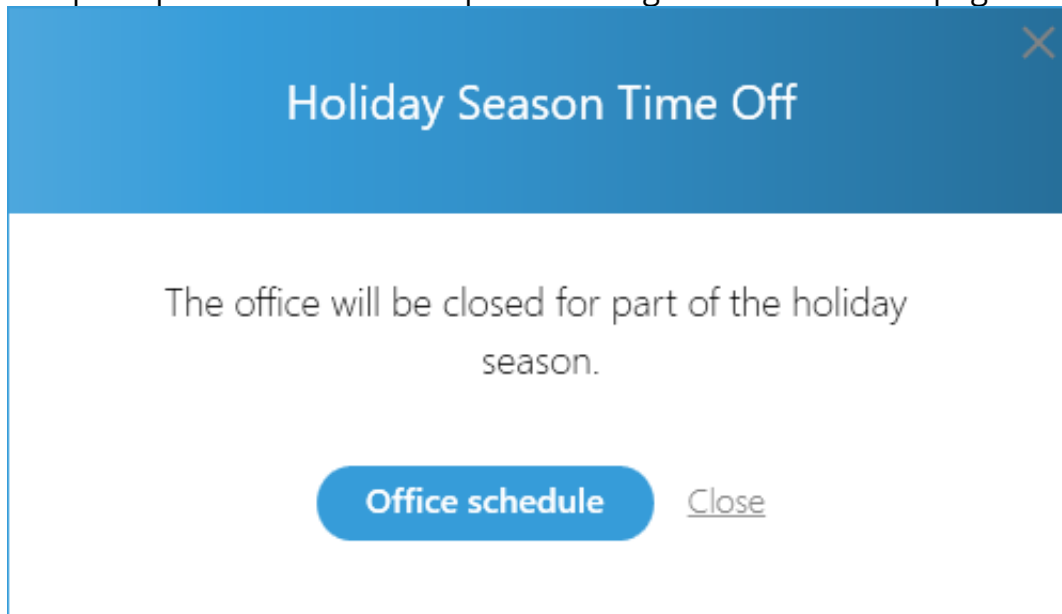 Holiday Season Time Off
The office will be closed for part of the holiday
season.
Office schedule Close